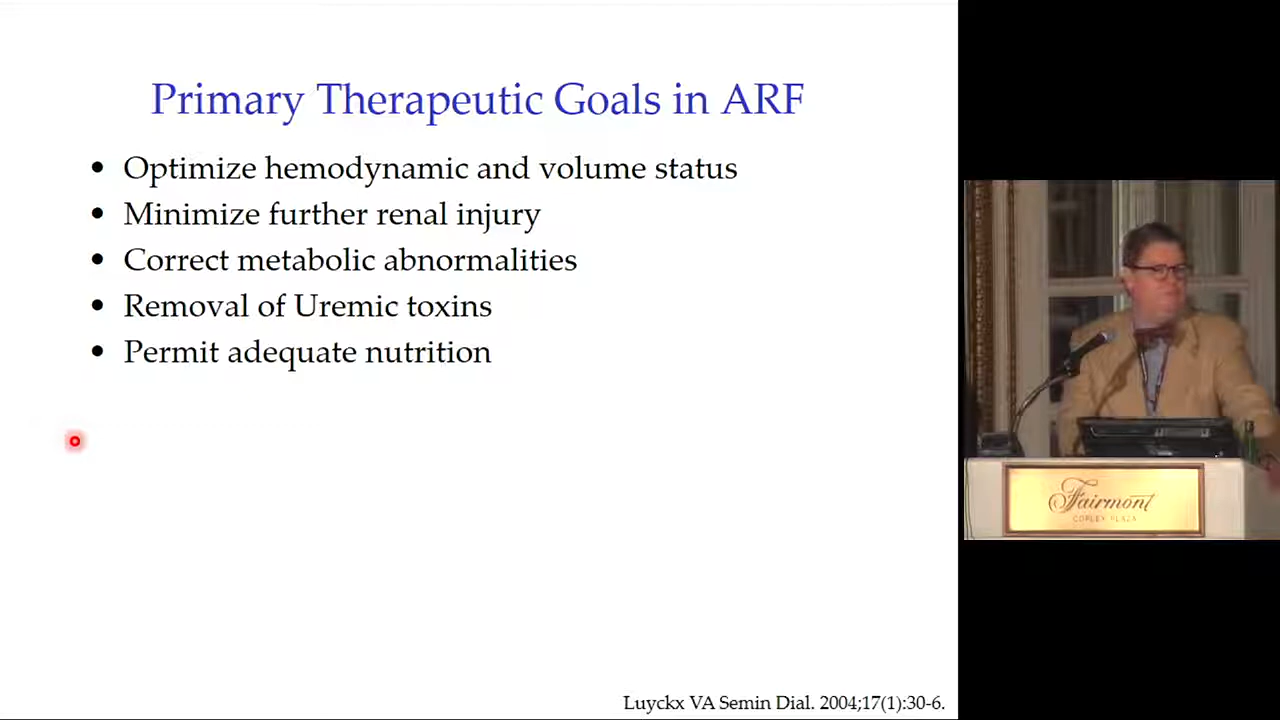 Primary Therapeutic Goals in ARF
• Optimize hemodynamic and volume status
• Minimize further renal injury
• Correct metabolic abnormalities
• Removal of Uremic toxins
• Permit adequate nutrition
Luyckx VA Semin Dial. 2004;17(1):30-6.
Fairmont
COPLEY PLAZA